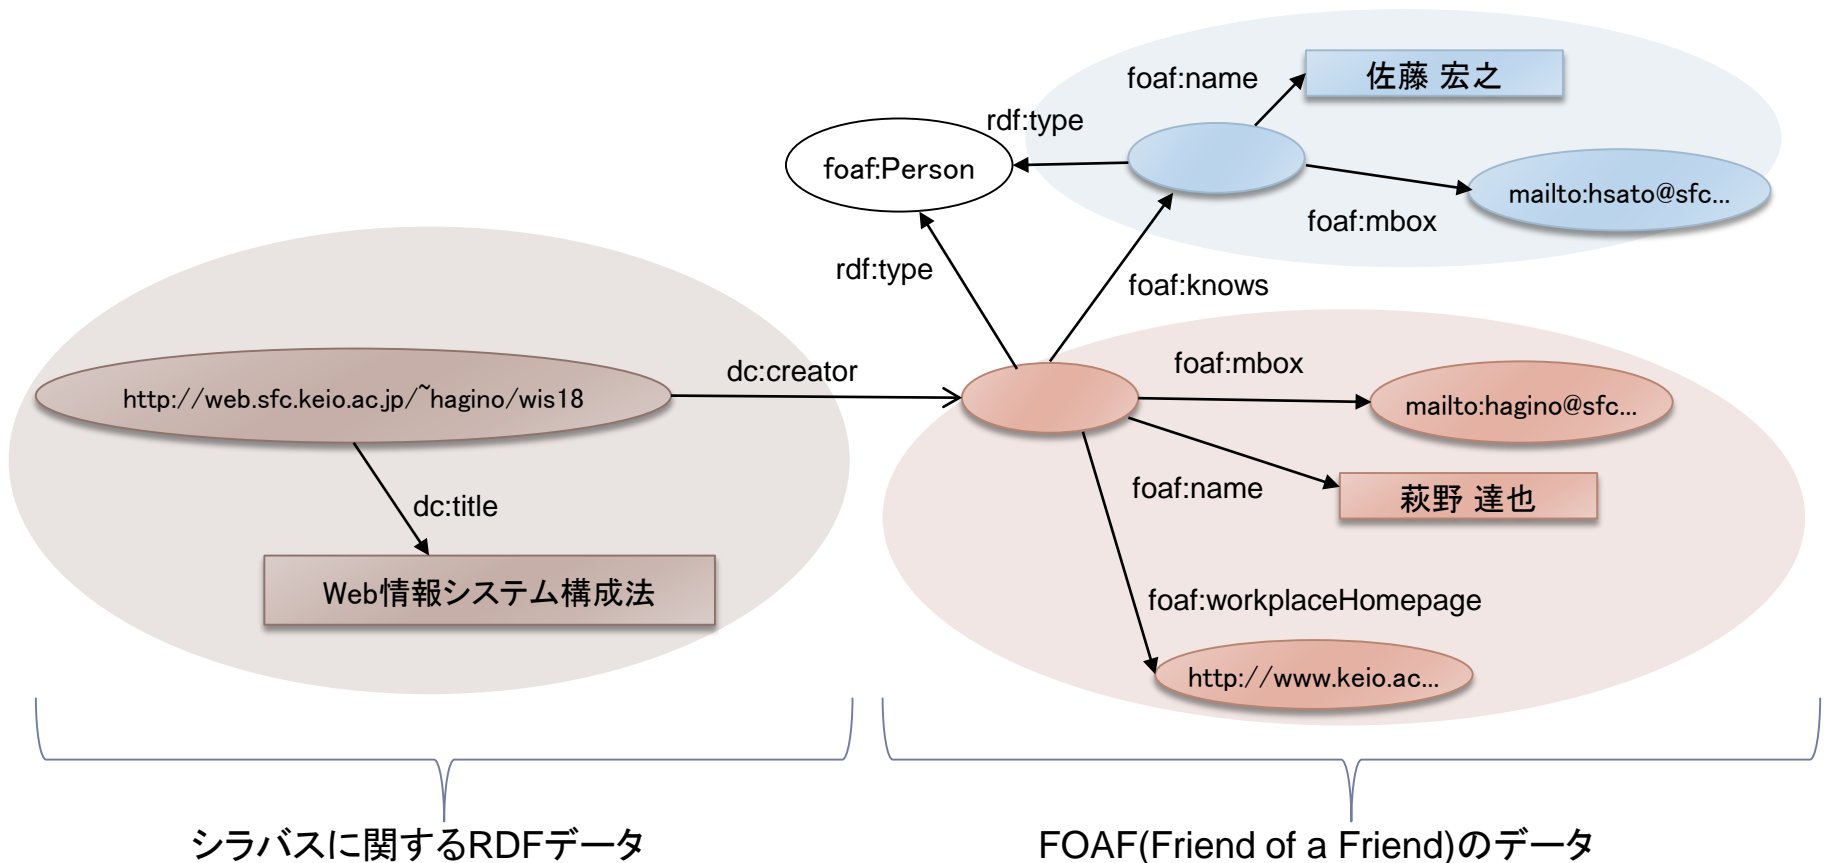 foaf:name
佐藤 宏之
rdf:type
foaf:Person
mailto:hsato@sfc...
foaf:mbox
rdf:type
foaf:knows
foaf:mbox
dc:creator
http://web.sfc.keio.ac.jp/~hagino/wis18
mailto:hagino@sfc...
foaf:name
萩野 達也
dc:title
Web情報システム構成法
foaf:workplaceHomepage
http://www.keio.ac...
シラバスに関するRDFデータ
FOAF(Friend of a Friend)のデータ